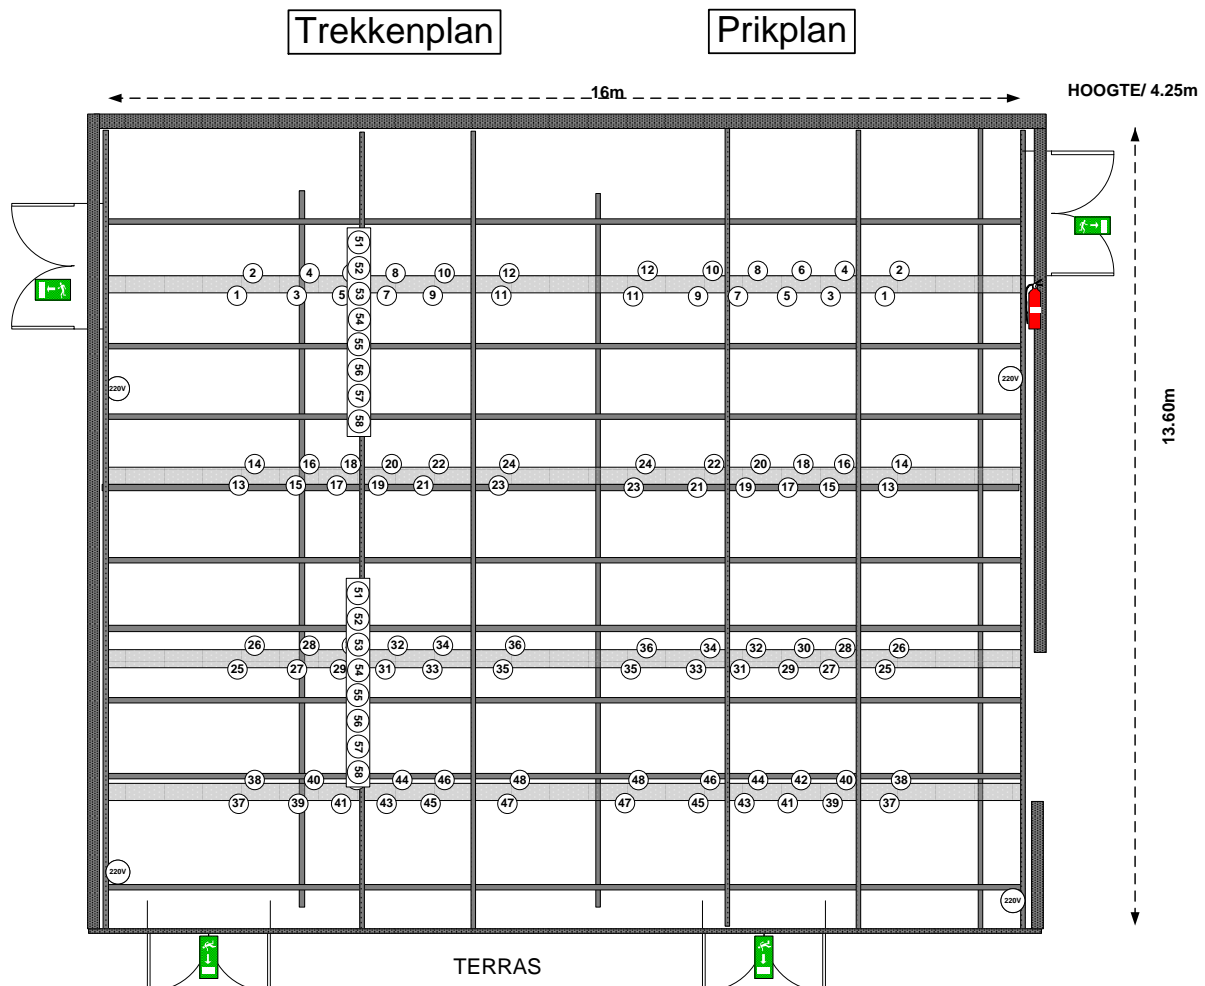 Trekkenplan Prikplan
16m HOOGTE/ 4.25m
13.60m
51
2 4 52 8 10 12 12 10 8 6 4 2
1 3 5 53 7 9 11 11 9 7 5 3 1
54
55
56
220V 57 220V
58
14 16 18 20 22 24 24 22 20 18 16 14
13 15 17 19 21 23 23 21 19 17 15 13
51
52
26 28 53 32 34 36 36 34 32 30 28 26
25 27 29 54 31 33 35 35 33 31 29 27 25
55
56
57
58
38 40 44 46 48 48 46 44 42 40 38
37 39 41 43 45 47 47 45 43 41 39 37
220V
220V
TERRAS